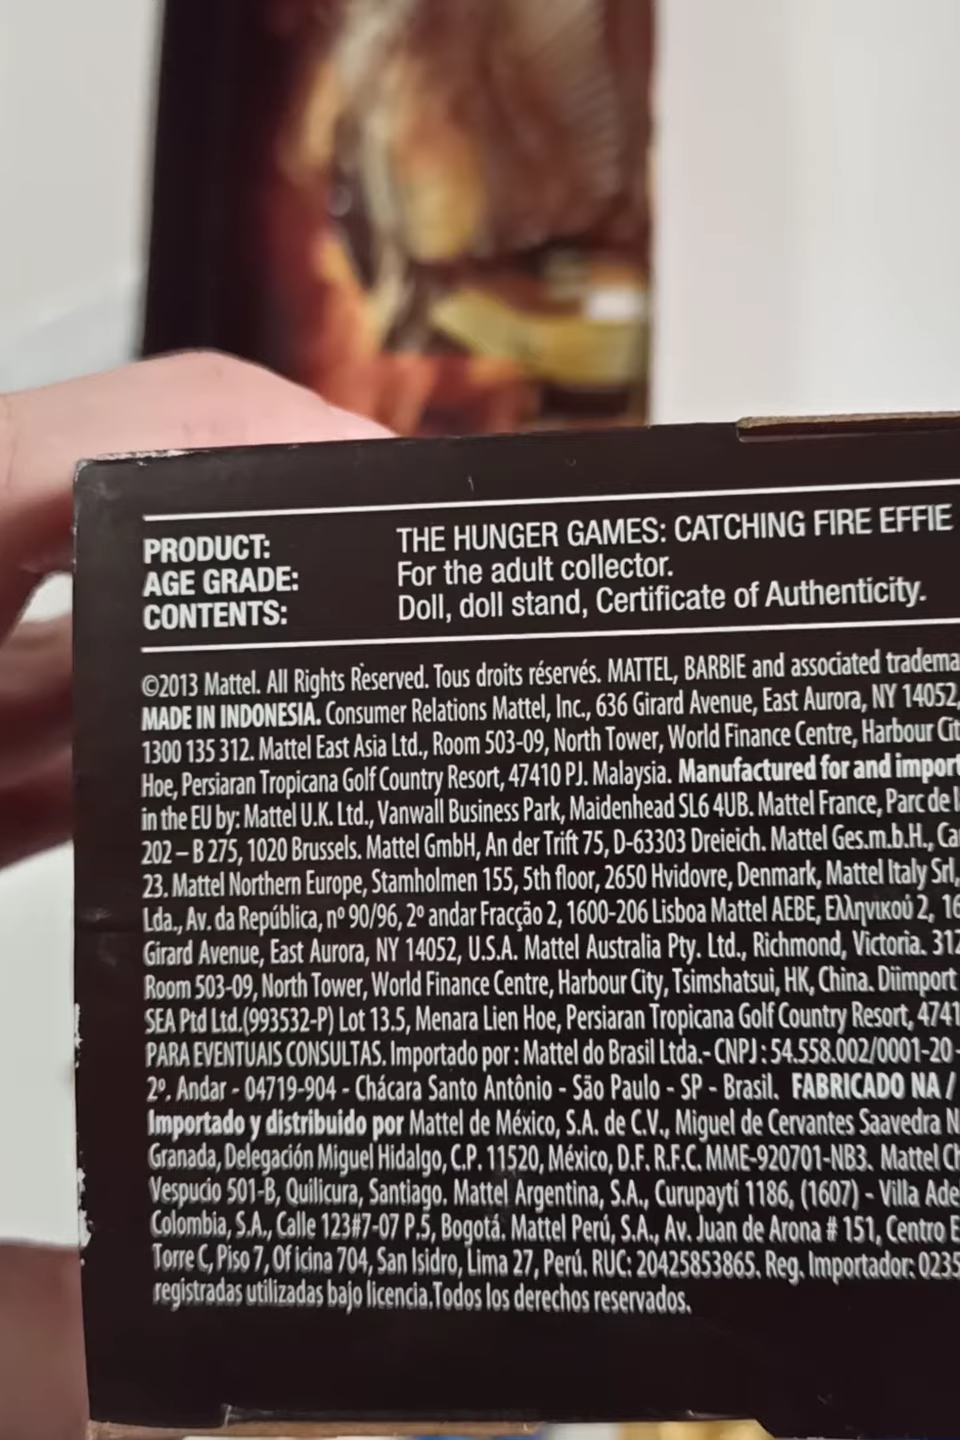 PRODUCT: THE HUNGER GAMES: CATCHING FIRE EFFIE
AGE GRADE: For the adult collector.
CONTENTS: Doll, doll stand, Certificate of Authenticity.
©2013 Mattel. All Rights Reserved. Tous droits réservés. MATTEL, BARBIE and associated tradema
MADE IN INDONESIA. Consumer Relations Mattel, Inc., 636 Girard Avenue, East Aurora, NY 14052,
1300 135 312. Mattel East Asia Ltd., Room 503-09, North Tower, World Finance Centre, Harbour Cit
Hoe, Persiaran Tropicana Golf Country Resort, 47410 PJ. Malaysia. Manufactured for and import
in the EU by: Mattel U.K. Ltd., Vanwall Business Park, Maidenhead SL6 4UB. Mattel France, Parc de l
202 – B 275, 1020 Brussels. Mattel GmbH, An der Trift 75, D-63303 Dreieich. Mattel Ges.m.b.H., Ca
23. Mattel Northern Europe, Stamholmen 155, 5th floor, 2650 Hvidovre, Denmark, Mattel Italy Srl,
Lda., Av. da República, nº 90/96, 2º andar Fracção 2, 1600-206 Lisboa Mattel AEBE, Ελληνικού 2, 16
Girard Avenue, East Aurora, NY 14052, U.S.A. Mattel Australia Pty. Ltd., Richmond, Victoria. 312
Room 503-09, North Tower, World Finance Centre, Harbour City, Tsimshatsui, HK, China. Diimport
SEA Ptd Ltd.(993532-P) Lot 13.5, Menara Lien Hoe, Persiaran Tropicana Golf Country Resort, 4741
PARA EVENTUAIS CONSULTAS. Importado por : Mattel do Brasil Ltda.- CNPJ : 54.558.002/0001-20 -
2º. Andar - 04719-904 - Chácara Santo Antônio - São Paulo - SP - Brasil. FABRICADO NA /
Importado y distribuido por Mattel de México, S.A. de C.V., Miguel de Cervantes Saavedra N
Granada, Delegación Miguel Hidalgo, C.P. 11520, México, D.F. R.F.C. MME-920701-NB3. Mattel Ch
Vespucio 501-B, Quilicura, Santiago. Mattel Argentina, S.A., Curupaytí 1186, (1607) - Villa Ade
Colombia, S.A., Calle 123#7-07 P.5, Bogotá. Mattel Perú, S.A., Av. Juan de Arona # 151, Centro E
Torre C, Piso 7, Oficina 704, San Isidro, Lima 27, Perú. RUC: 20425853865. Reg. Importador: 0235
registradas utilizadas bajo licencia.Todos los derechos reservados.